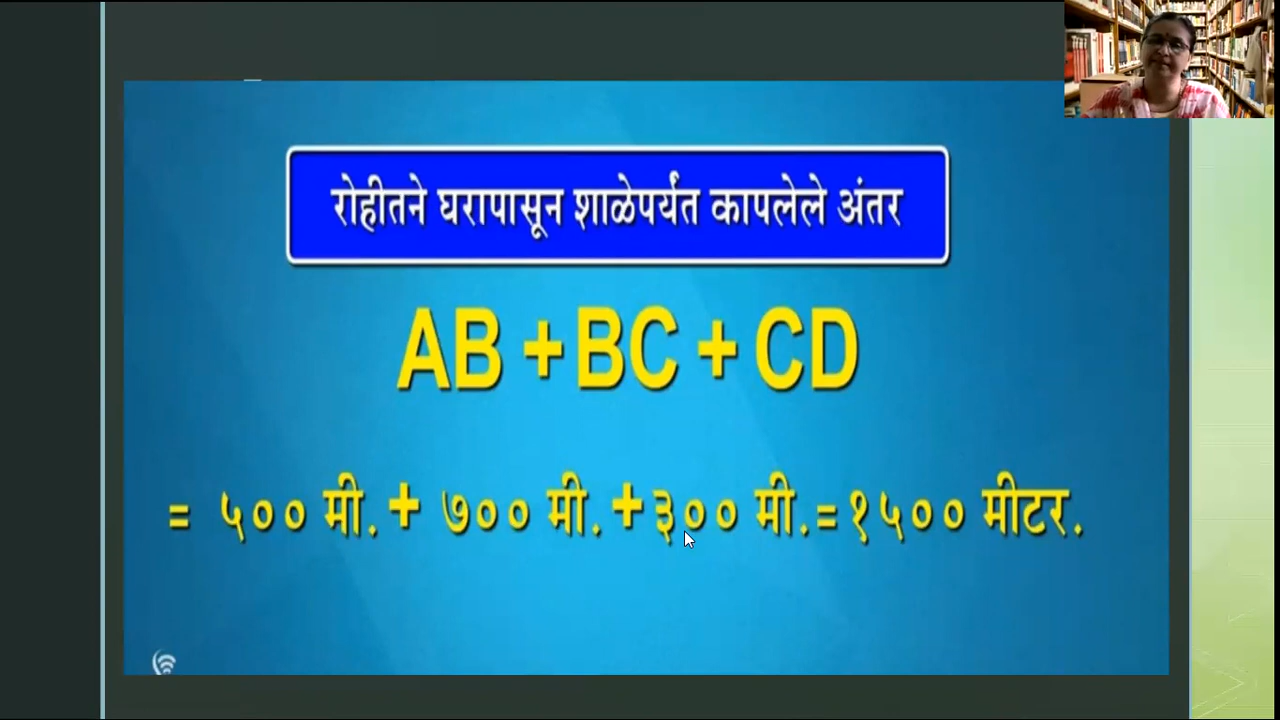 रोहीतने घरापासून शाळेपर्यंत कापलेले अंतर
AB + BC + CD
= ५०० मी. + ७०० मी. + ३०० मी. = १५०० मीटर.